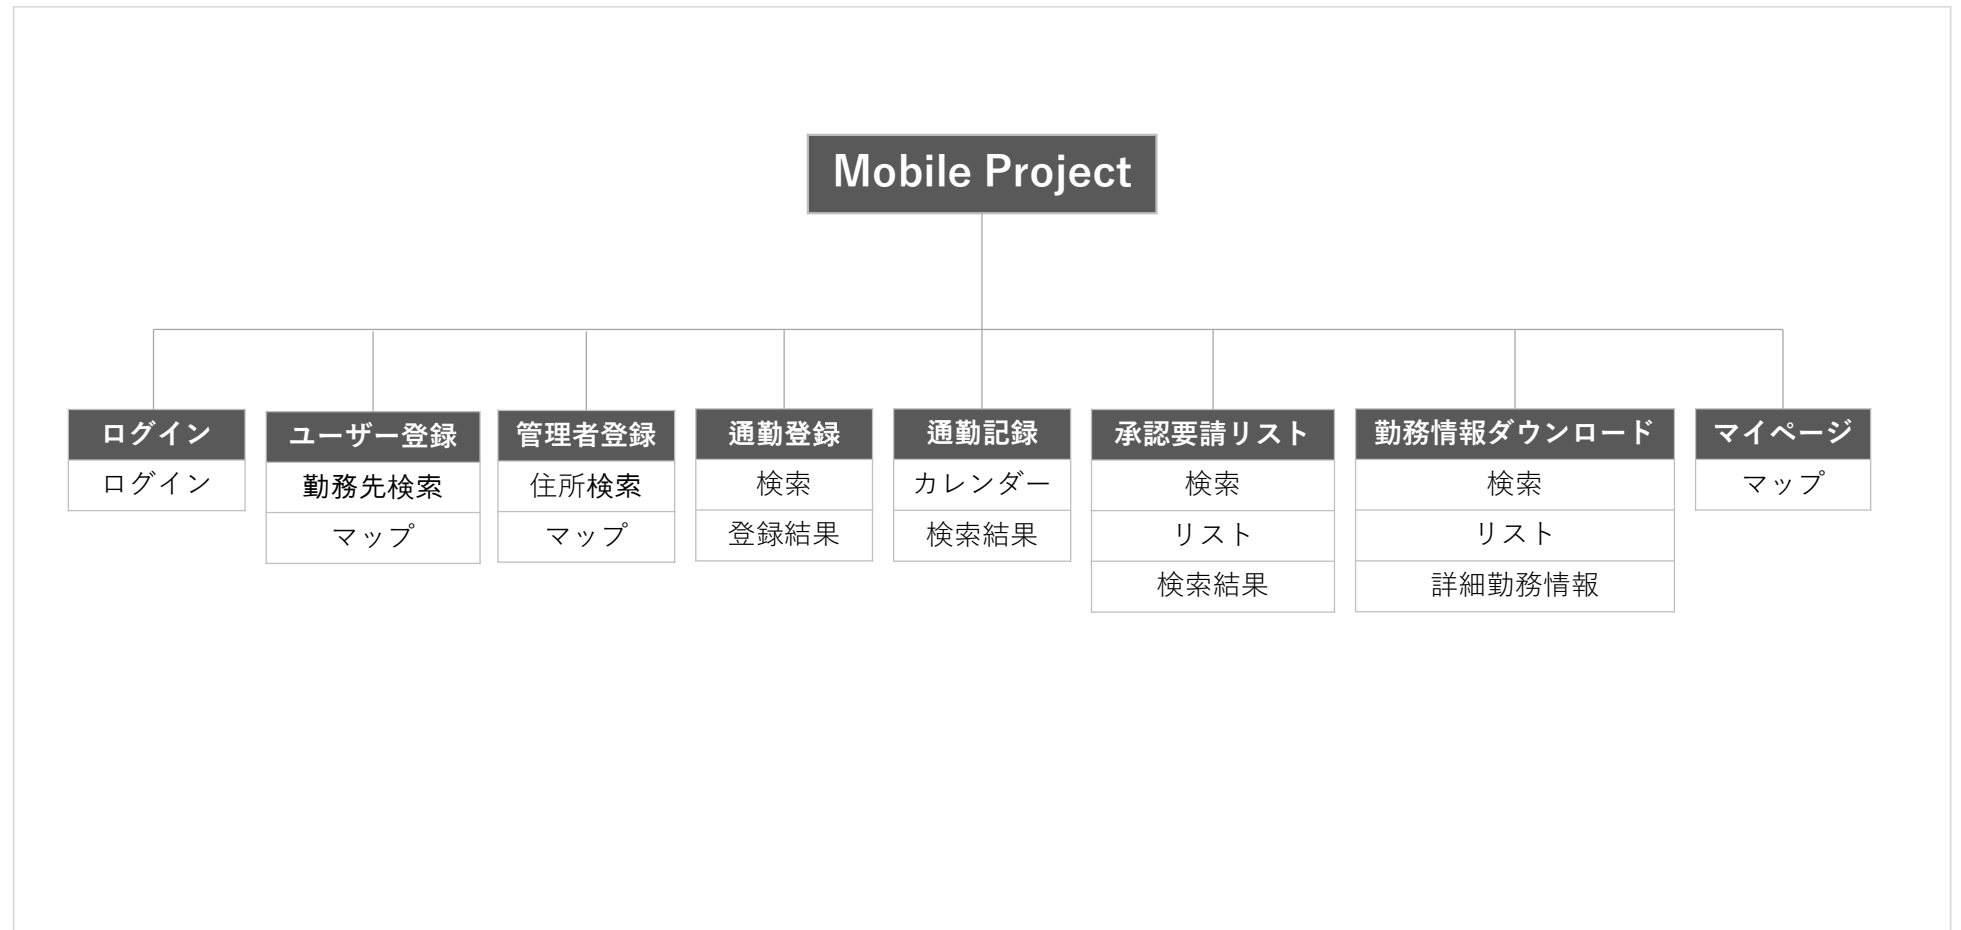 Mobile Project
ログイン
ログイン
ユーザー登録
勤務先検索
マップ
管理者登録
住所検索
マップ
通勤登録
検索
登録結果
通勤記録
カレンダー
検索結果
承認要請リスト
検索
リスト
検索結果
勤務情報ダウンロード
検索
リスト
詳細勤務情報
マイページ
マップ